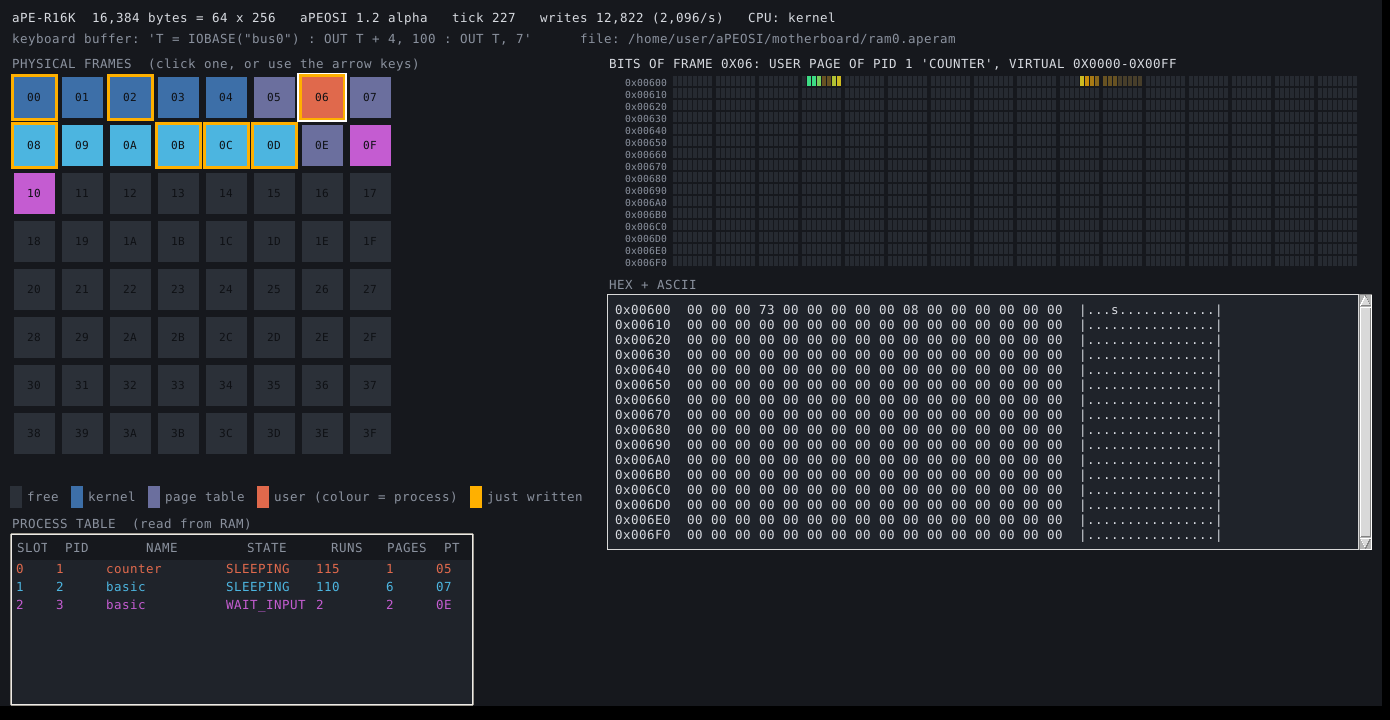 aPE-R16K  16,384 bytes = 64 x 256   aPEOSI 1.2 alpha   tick 227   writes 12,822 (2,096/s)   CPU: kernel
keyboard buffer: 'T = IOBASE("bus0") : OUT T + 4, 100 : OUT T, 7'      file: /home/user/aPEOSI/motherboard/ram0.aperam
PHYSICAL FRAMES  (click one, or use the arrow keys)
00 01 02 03 04 05 06 07
08 09 0A 0B 0C 0D 0E 0F
10 11 12 13 14 15 16 17
18 19 1A 1B 1C 1D 1E 1F
20 21 22 23 24 25 26 27
28 29 2A 2B 2C 2D 2E 2F
30 31 32 33 34 35 36 37
38 39 3A 3B 3C 3D 3E 3F
free kernel page table user (colour = process) just written
PROCESS TABLE  (read from RAM)
SLOT PID NAME STATE RUNS PAGES PT
0 1 counter SLEEPING 115 1 05
1 2 basic SLEEPING 110 6 07
2 3 basic WAIT_INPUT 2 2 0E
BITS OF FRAME 0X06: USER PAGE OF PID 1 'COUNTER', VIRTUAL 0X0000-0X00FF
0x00600
0x00610
0x00620
0x00630
0x00640
0x00650
0x00660
0x00670
0x00680
0x00690
0x006A0
0x006B0
0x006C0
0x006D0
0x006E0
0x006F0
HEX + ASCII
0x00600  00 00 00 73 00 00 00 00 00 08 00 00 00 00 00 00  |...s............|
0x00610  00 00 00 00 00 00 00 00 00 00 00 00 00 00 00 00  |................|
0x00620  00 00 00 00 00 00 00 00 00 00 00 00 00 00 00 00  |................|
0x00630  00 00 00 00 00 00 00 00 00 00 00 00 00 00 00 00  |................|
0x00640  00 00 00 00 00 00 00 00 00 00 00 00 00 00 00 00  |................|
0x00650  00 00 00 00 00 00 00 00 00 00 00 00 00 00 00 00  |................|
0x00660  00 00 00 00 00 00 00 00 00 00 00 00 00 00 00 00  |................|
0x00670  00 00 00 00 00 00 00 00 00 00 00 00 00 00 00 00  |................|
0x00680  00 00 00 00 00 00 00 00 00 00 00 00 00 00 00 00  |................|
0x00690  00 00 00 00 00 00 00 00 00 00 00 00 00 00 00 00  |................|
0x006A0  00 00 00 00 00 00 00 00 00 00 00 00 00 00 00 00  |................|
0x006B0  00 00 00 00 00 00 00 00 00 00 00 00 00 00 00 00  |................|
0x006C0  00 00 00 00 00 00 00 00 00 00 00 00 00 00 00 00  |................|
0x006D0  00 00 00 00 00 00 00 00 00 00 00 00 00 00 00 00  |................|
0x006E0  00 00 00 00 00 00 00 00 00 00 00 00 00 00 00 00  |................|
0x006F0  00 00 00 00 00 00 00 00 00 00 00 00 00 00 00 00  |................|